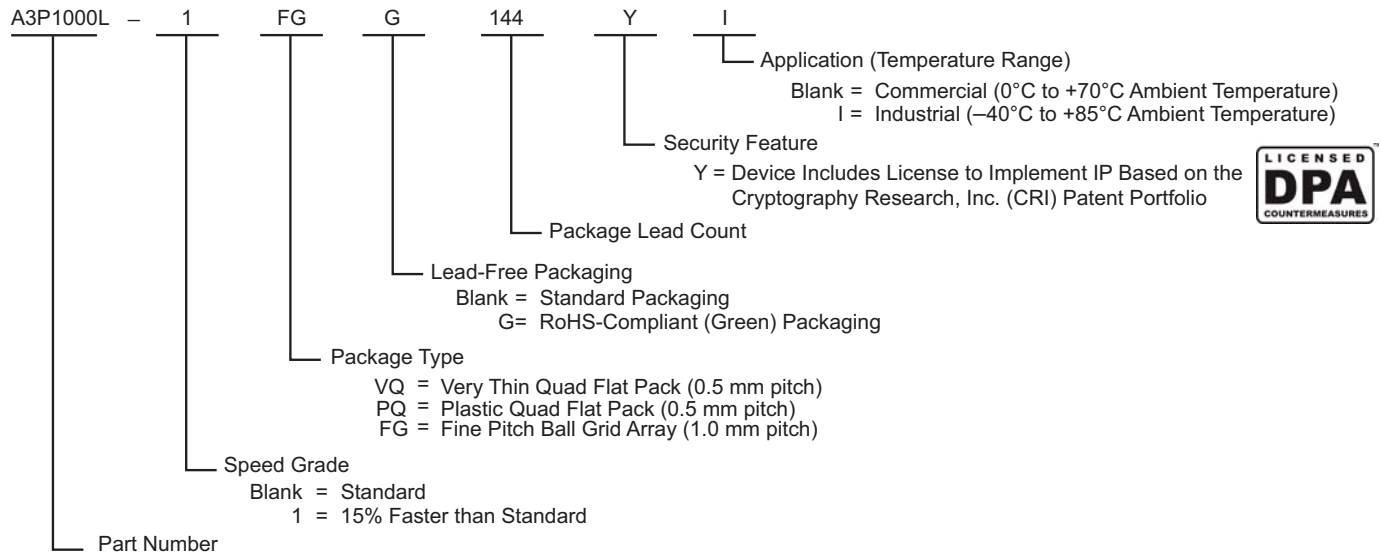 A3P1000L – 1 FG G 144 Y I
Application (Temperature Range)
Blank = Commercial (0°C to +70°C Ambient Temperature)
I = Industrial (–40°C to +85°C Ambient Temperature)
Security Feature
Y = Device Includes License to Implement IP Based on the
Cryptography Research, Inc. (CRI) Patent Portfolio
LICENSED
DPA
COUNTERMEASURES
™
Package Lead Count
Lead-Free Packaging
Blank = Standard Packaging
G= RoHS-Compliant (Green) Packaging
Package Type
VQ = Very Thin Quad Flat Pack (0.5 mm pitch)
PQ = Plastic Quad Flat Pack (0.5 mm pitch)
FG = Fine Pitch Ball Grid Array (1.0 mm pitch)
Speed Grade
Blank = Standard
1 = 15% Faster than Standard
Part Number